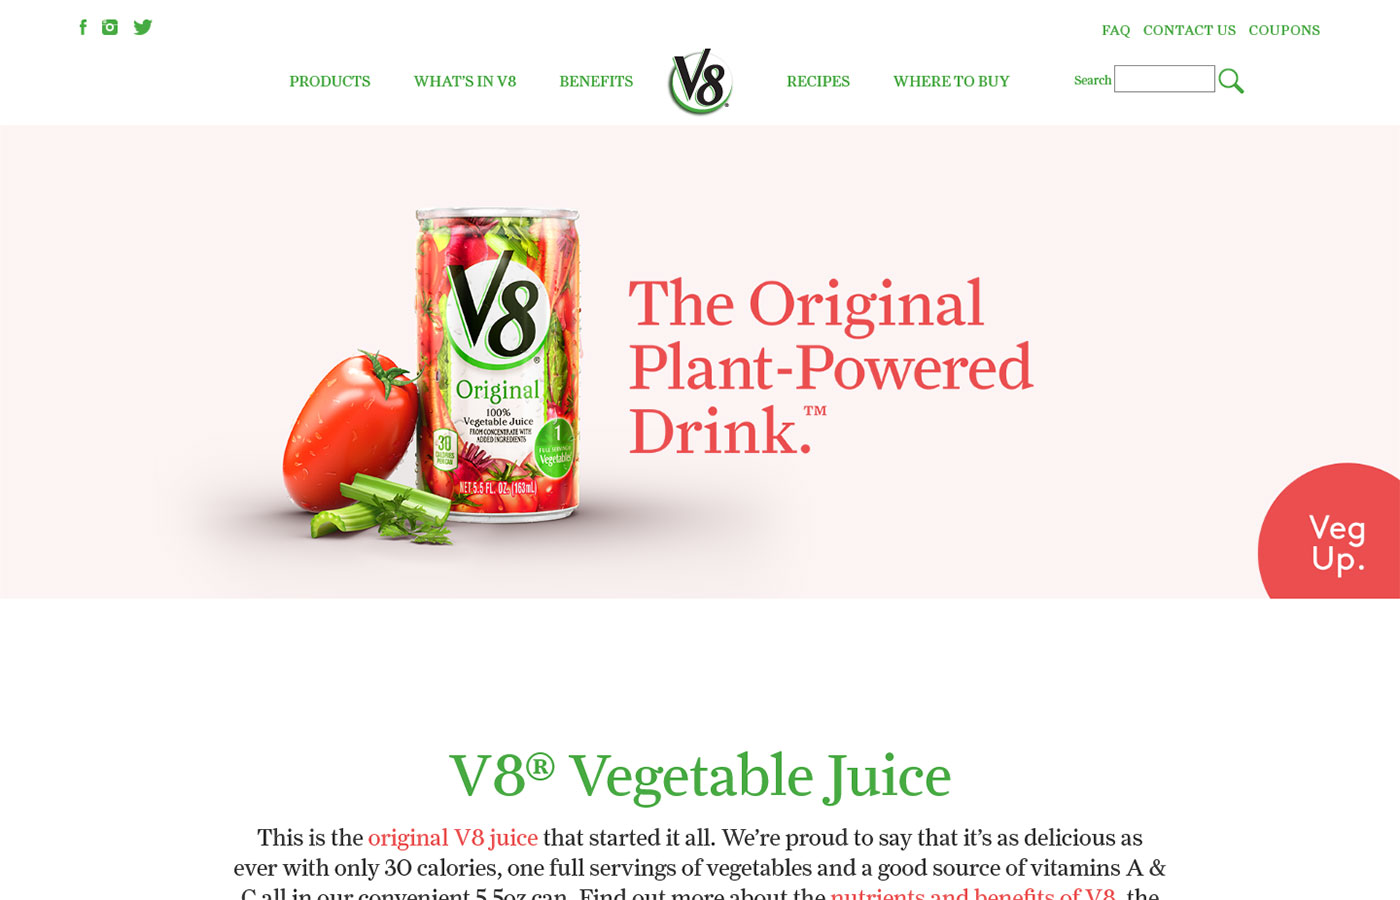 FAQ CONTACT US COUPONS
PRODUCTS WHAT'S IN V8 BENEFITS V8® RECIPES WHERE TO BUY Search
V8®
Original
100%
Vegetable Juice
FROM CONCENTRATE WITH
ADDED INGREDIENTS
30
CALORIES
PER CAN
1
FULL SERVING
Vegetables
NET 5.5 FL. OZ. (163mL)
The Original
Plant-Powered
Drink.™
Veg
Up.
V8® Vegetable Juice
This is the original V8 juice that started it all. We’re proud to say that it’s as delicious as
ever with only 30 calories, one full servings of vegetables and a good source of vitamins A &
C all in our convenient 5.5oz can. Find out more about the nutrients and benefits of V8, the